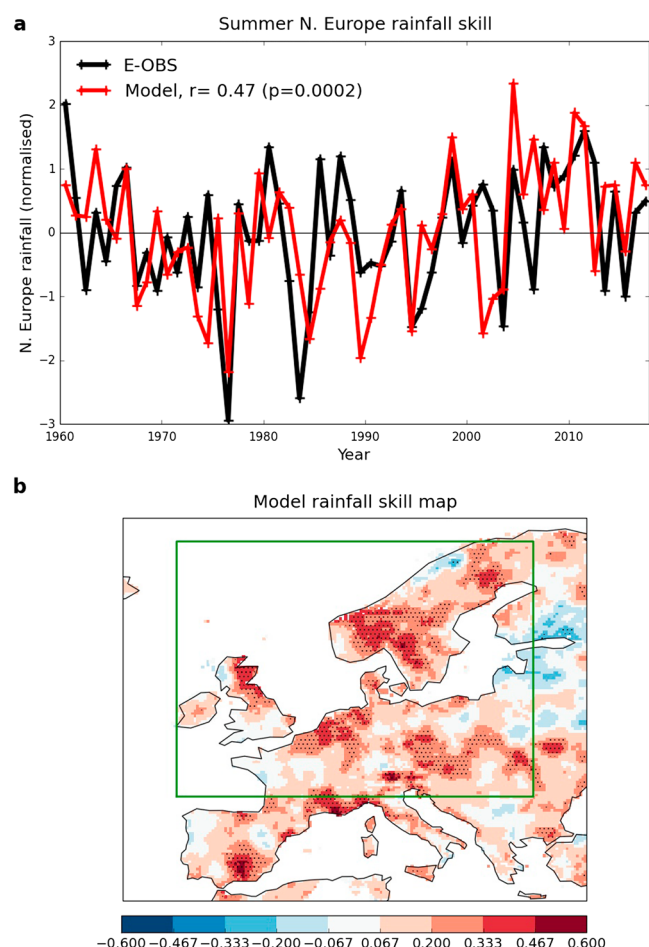 a
Summer N. Europe rainfall skill
3
2
1
0
−1
−2
−3
N. Europe rainfall (normalised)
E-OBS
Model, r= 0.47 (p=0.0002)
1960 1970 1980 1990 2000 2010
Year
b
Model rainfall skill map
−0.600 −0.467 −0.333 −0.200 −0.067 0.067 0.200 0.333 0.467 0.600